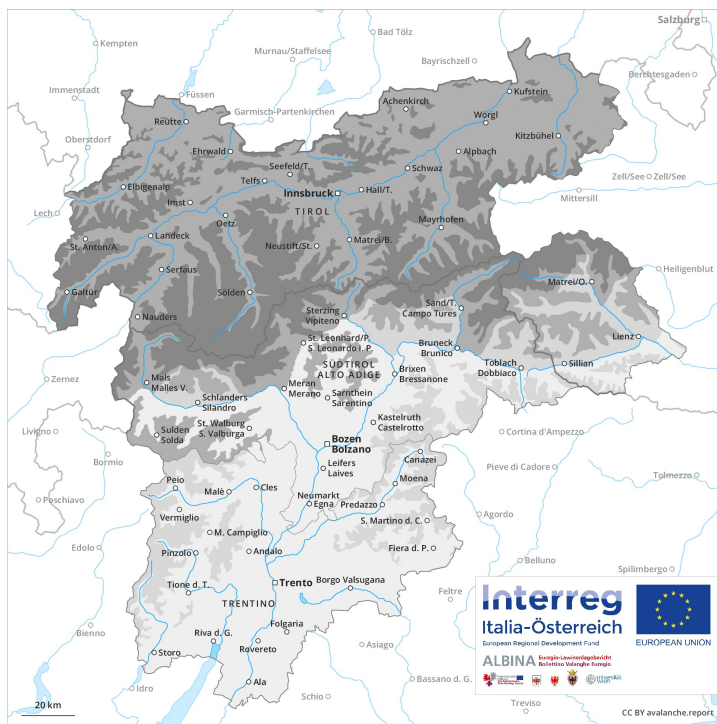 Salzburg
Kempten
Bad Tölz
Murnau/Staffelsee
Bayrischzell
Berchtesgaden
Immenstadt
Füssen
Garmisch-Partenkirchen
Achenkirch
Kufstein
Reutte
Wörgl
Oberstdorf
Ehrwald
Kitzbühel
Alpbach
Seefeld/T.
Schwaz
Telfs
Zell/See
Zell/See
Elbigenalp
Innsbruck
Hall/T.
Mittersill
Imst
TIROL
Lech
Oetz
Mayrhofen
St. Anton/A.
Landeck
Neustift/St.
Matrei/B.
Serfaus
Heiligenblut
Galtür
Sölden
Matrei/O.
Nauders
Sterzing
Vipiteno
Sand/T.
Campo Tures
St. Leonhard/P.
S. Leonardo i. P.
Lienz
Bruneck
Brunico
SÜDTIROL
ALTO ADIGE
Toblach
Dobbiaco
Sillian
Zernez
Mals
Malles V.
Meran
Merano
Brixen
Bressanone
Schlanders
Silandro
Sarnthein
Sarentino
St. Walburg
S. Valburga
Kastelruth
Castelrotto
Livigno
Sulden
Solda
Cortina d'Ampezzo
Bozen
Bolzano
Bormio
Canazei
Leifers
Laives
Pieve di Cadore
Tolmezzo
Peio
Moena
Poschiavo
Malè
Cles
Neumarkt
Egna
Predazzo
Vermiglio
Agordo
S. Martino d. C.
M. Campiglio
Edolo
Pinzolo
Andalo
Fiera d. P.
Belluno
Spilimbergo
Tione d. T.
Trento
Borgo Valsugana
Feltre
TRENTINO
Bienno
Folgaria
Riva d. G.
Rovereto
Asiago
Storo
Bassano d. G.
Idro
Ala
Schio
Treviso
20 km
Interreg
Italia-Österreich
European Regional Development Fund
EUROPEAN UNION
ALBINA
Euregio-Lawinenlagebericht
Bollettino Valanghe Euregio
universität
wien
CC BY avalanche.report